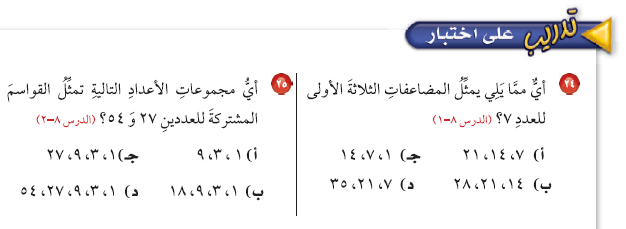 تدريب على اختبار
٢٤ أيٌّ ممَّا يَلِي يمثِّلُ المضاعفاتِ الثلاثةَ الأولى
للعددِ ٧؟ (الدرس ٨-١)
أ) ٧، ١٤، ٢١
جـ) ١، ٧، ١٤
ب) ١٤، ٢١، ٢٨
د) ٧، ٢١، ٣٥
٢٥ أيُّ مجموعاتِ الأعدادِ التاليةِ تمثِّلُ القواسمَ
المشتركةَ للعددينِ ٢٧ وَ ٥٤؟ (الدرس ٨-٢)
أ) ١، ٣، ٩
جـ) ١، ٣، ٩، ٢٧
ب) ١، ٣، ٩، ١٨
د) ١، ٣، ٩، ٢٧، ٥٤